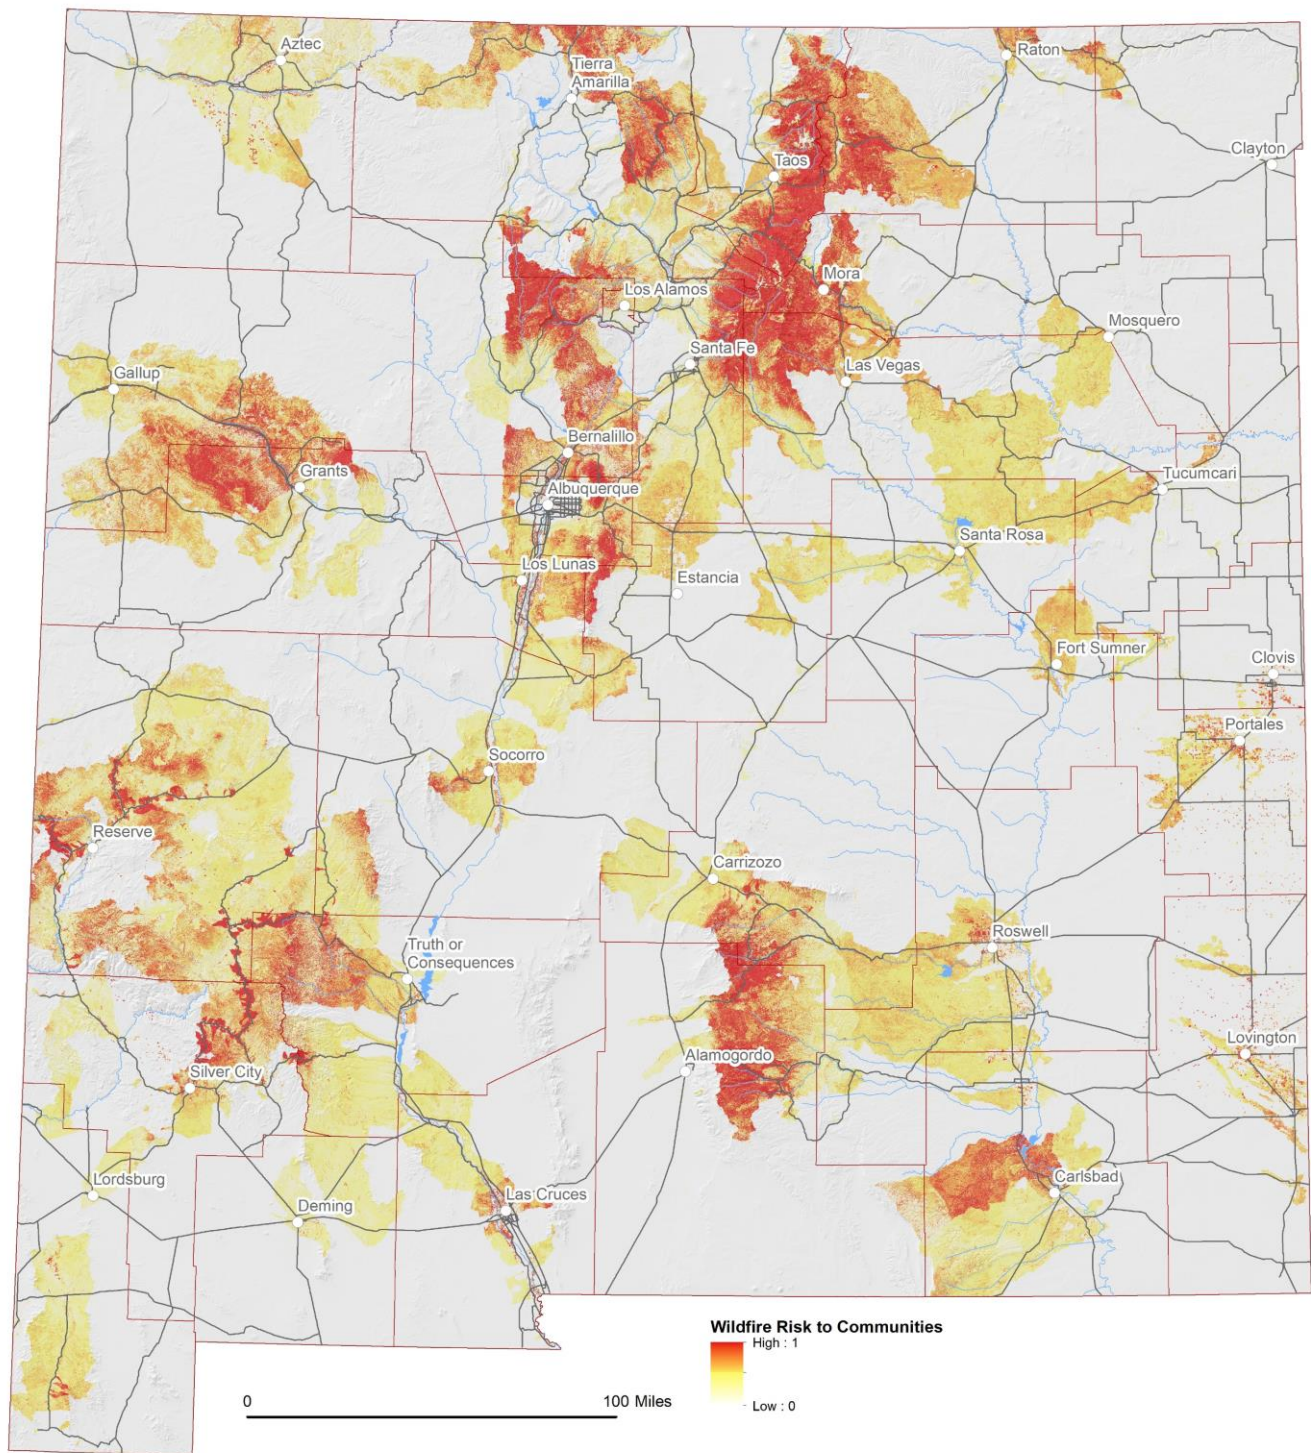 Aztec
Tierra
Amarilla
Raton
Clayton
Taos
Mora
Los Alamos
Mosquero
Santa Fe
Las Vegas
Gallup
Bernalillo
Grants
Tucumcari
Albuquerque
Santa Rosa
Los Lunas
Estancia
Fort Sumner
Clovis
Portales
Socorro
Reserve
Carrizozo
Roswell
Truth or
Consequences
Lovington
Alamogordo
Silver City
Carlsbad
Lordsburg
Las Cruces
Deming
Wildfire Risk to Communities
High : 1
Low : 0
0 100 Miles